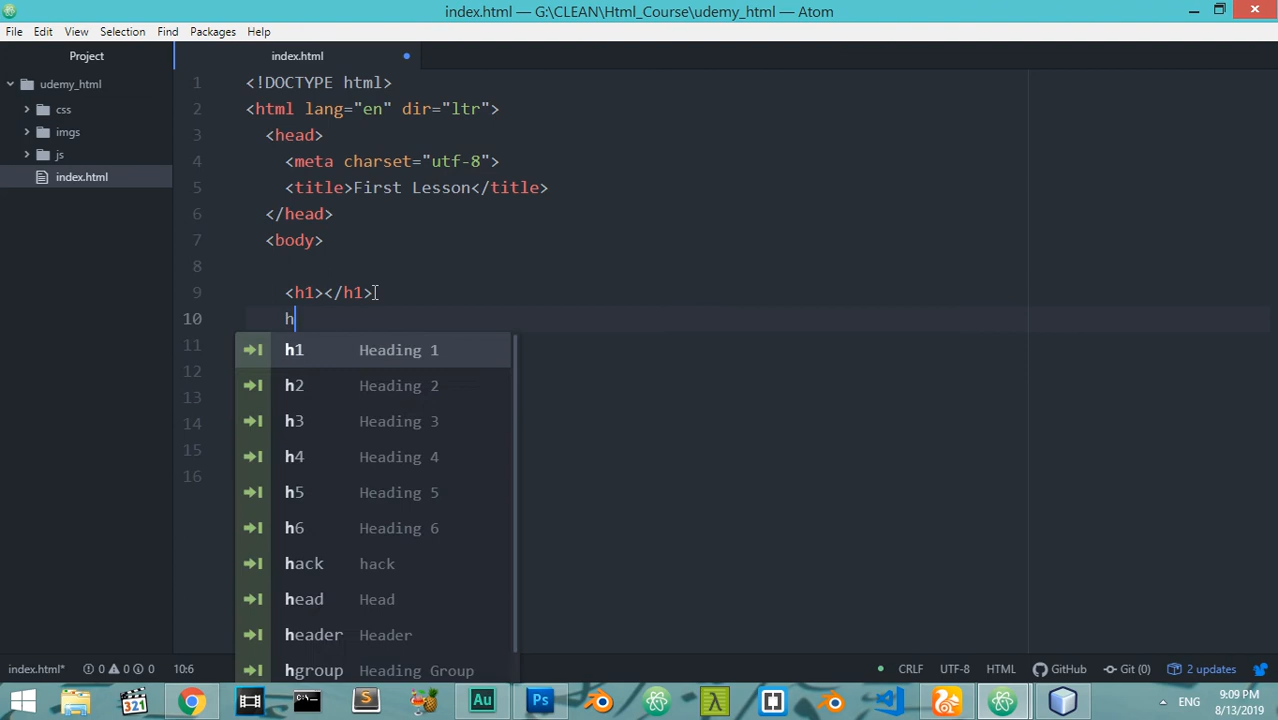 index.html — G:\CLEAN\Html_Course\udemy_html — Atom
File Edit View Selection Find Packages Help
Project
index.html
udemy_html
css
imgs
js
index.html
1 <!DOCTYPE html>
2 <html lang="en" dir="ltr">
3 <head>
4 <meta charset="utf-8">
5 <title>First Lesson</title>
6 </head>
7 <body>
8
9 <h1></h1>
10 h
11
12
13
14
15
16
h1 Heading 1
h2 Heading 2
h3 Heading 3
h4 Heading 4
h5 Heading 5
h6 Heading 6
hack hack
head Head
header Header
hgroup Heading Group
index.html* 0 0 0 10:6 CRLF UTF-8 HTML GitHub Git (0) 2 updates
321 S Au Ps ENG 9:09 PM
8/13/2019